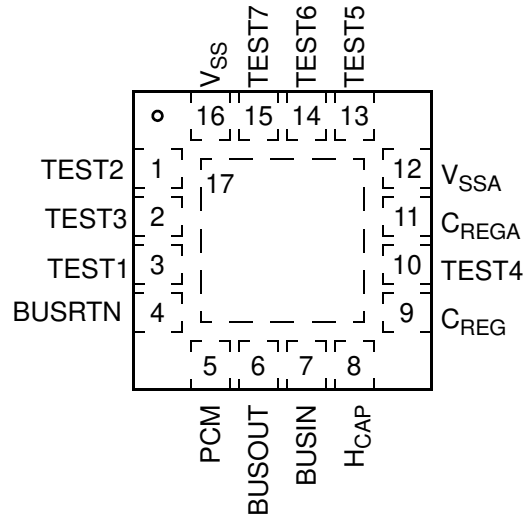 VSS
TEST7
TEST6
TEST5
16
15
14
13
TEST2
1
17
12
VSSA
TEST3
2
11
CREGA
TEST1
3
10
TEST4
BUSRTN
4
9
CREG
5
6
7
8
PCM
BUSOUT
BUSIN
HCAP